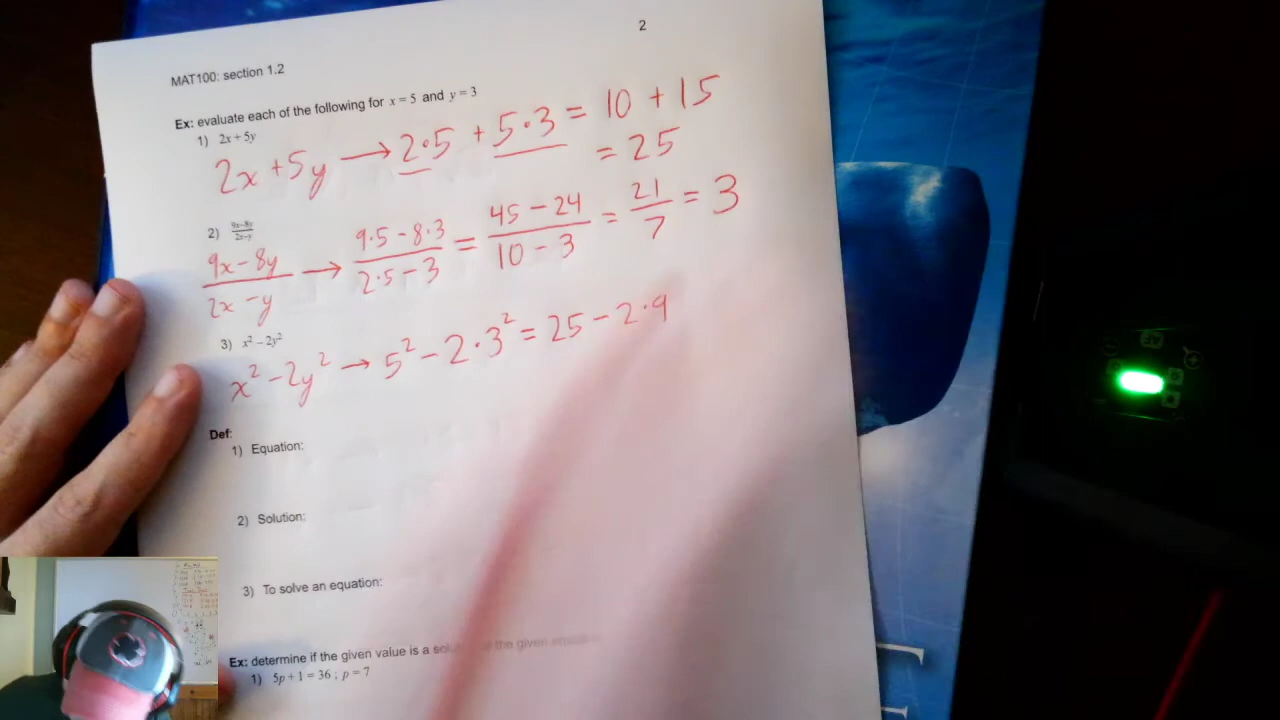 2
MAT100: section 1.2
Ex: evaluate each of the following for x = 5 and y = 3
1) 2x + 5y
2x + 5y → 2·5 + 5·3 = 10 + 15
= 25
2) 9x−8y / 2x−y
9x − 8y / 2x − y → 9·5 − 8·3 / 2·5 − 3 = 45 − 24 / 10 − 3 = 21 / 7 = 3
3) x² − 2y²
x² − 2y² → 5² − 2·3² = 25 − 2·9
Def:
1) Equation:
2) Solution:
3) To solve an equation:
Ex: determine if the given value is a the given
1) 5p + 1 = 36 ; p = 7